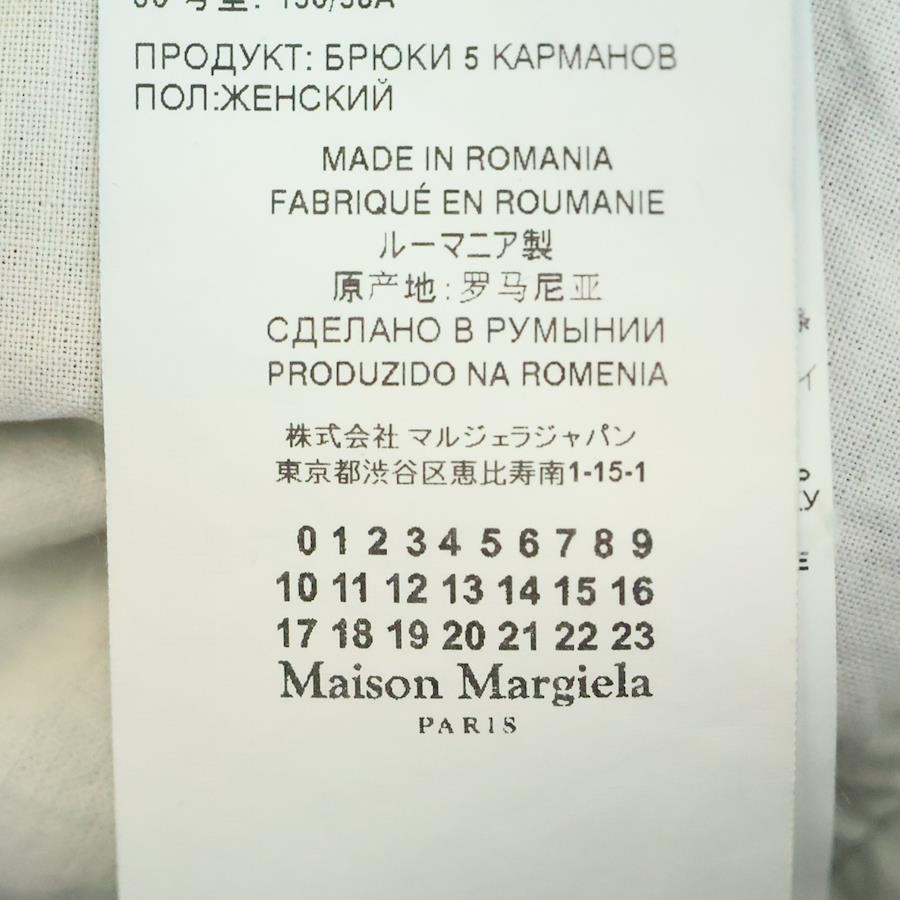 ПРОДУКТ: БРЮКИ 5 КАРМАНОВ
ПОЛ:ЖЕНСКИЙ
MADE IN ROMANIA
FABRIQUÉ EN ROUMANIE
ルーマニア製
原产地:罗马尼亚
СДЕЛАНО В РУМЫНИИ
PRODUZIDO NA ROMENIA
株式会社 マルジェラジャパン
東京都渋谷区恵比寿南1-15-1
0 1 2 3 4 5 6 7 8 9
10 11 12 13 14 15 16
17 18 19 20 21 22 23
Maison Margiela
PARIS